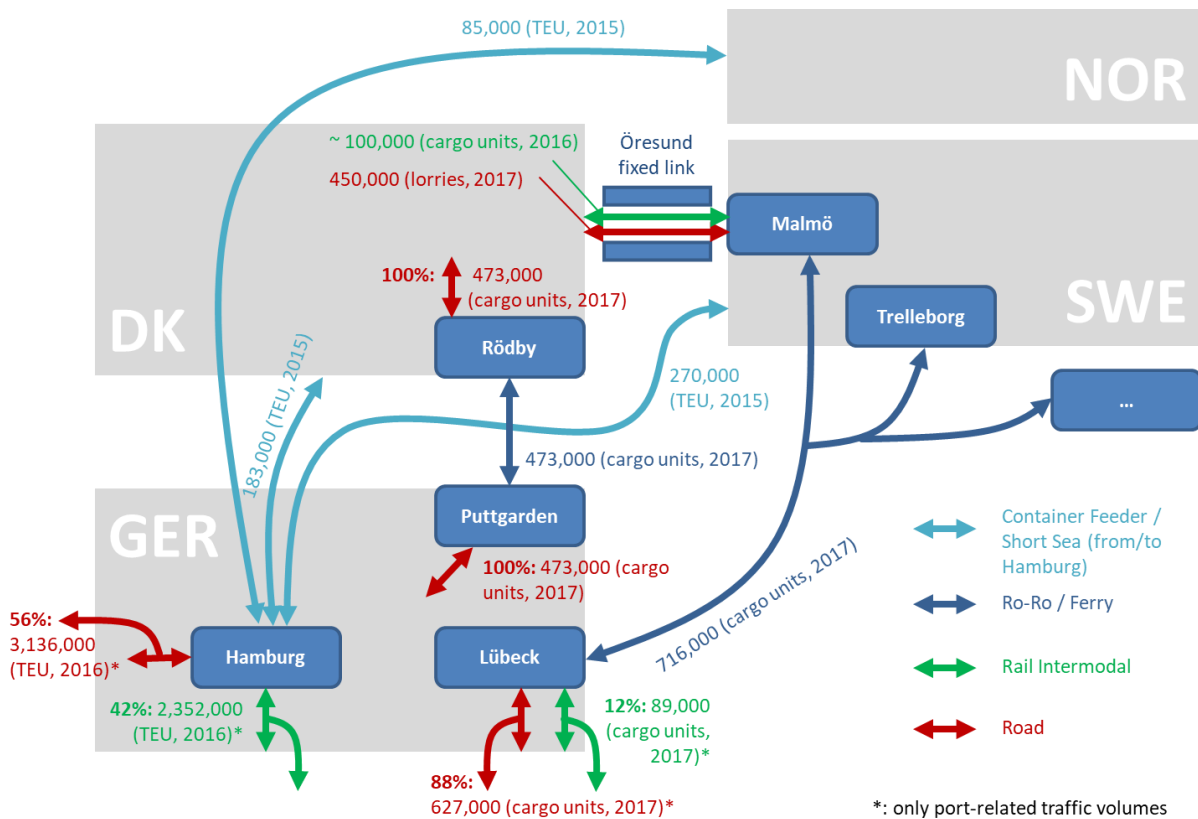 85,000 (TEU, 2015)
NOR
~ 100,000 (cargo units, 2016)
450,000 (lorries, 2017)
Öresund
fixed link
Malmö
100%: 473,000
(cargo units, 2017)
DK
Rödby
Trelleborg
SWE
183,000 (TEU, 2015)
270,000
(TEU, 2015)
...
473,000 (cargo units, 2017)
GER
Puttgarden
100%: 473,000 (cargo
units, 2017)
Container Feeder /
Short Sea (from/to
Hamburg)
Ro-Ro / Ferry
716,000 (cargo units, 2017)
56%:
3,136,000
(TEU, 2016)*
Hamburg
Lübeck
Rail Intermodal
42%: 2,352,000
(TEU, 2016)*
12%: 89,000
(cargo units,
2017)*
Road
88%:
627,000 (cargo units, 2017)*
*: only port-related traffic volumes